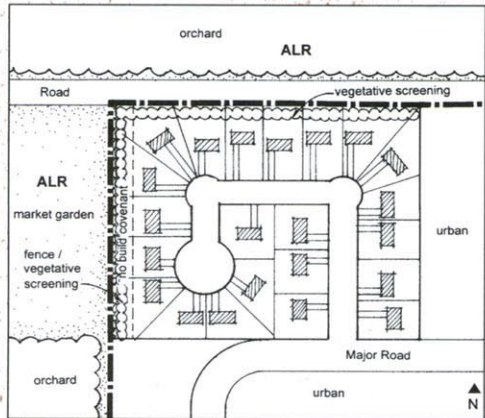 orchard
ALR
Road
vegetative screening
ALR
market garden
no build covenant
fence /
vegetative
screening
urban
Major Road
orchard
urban
N